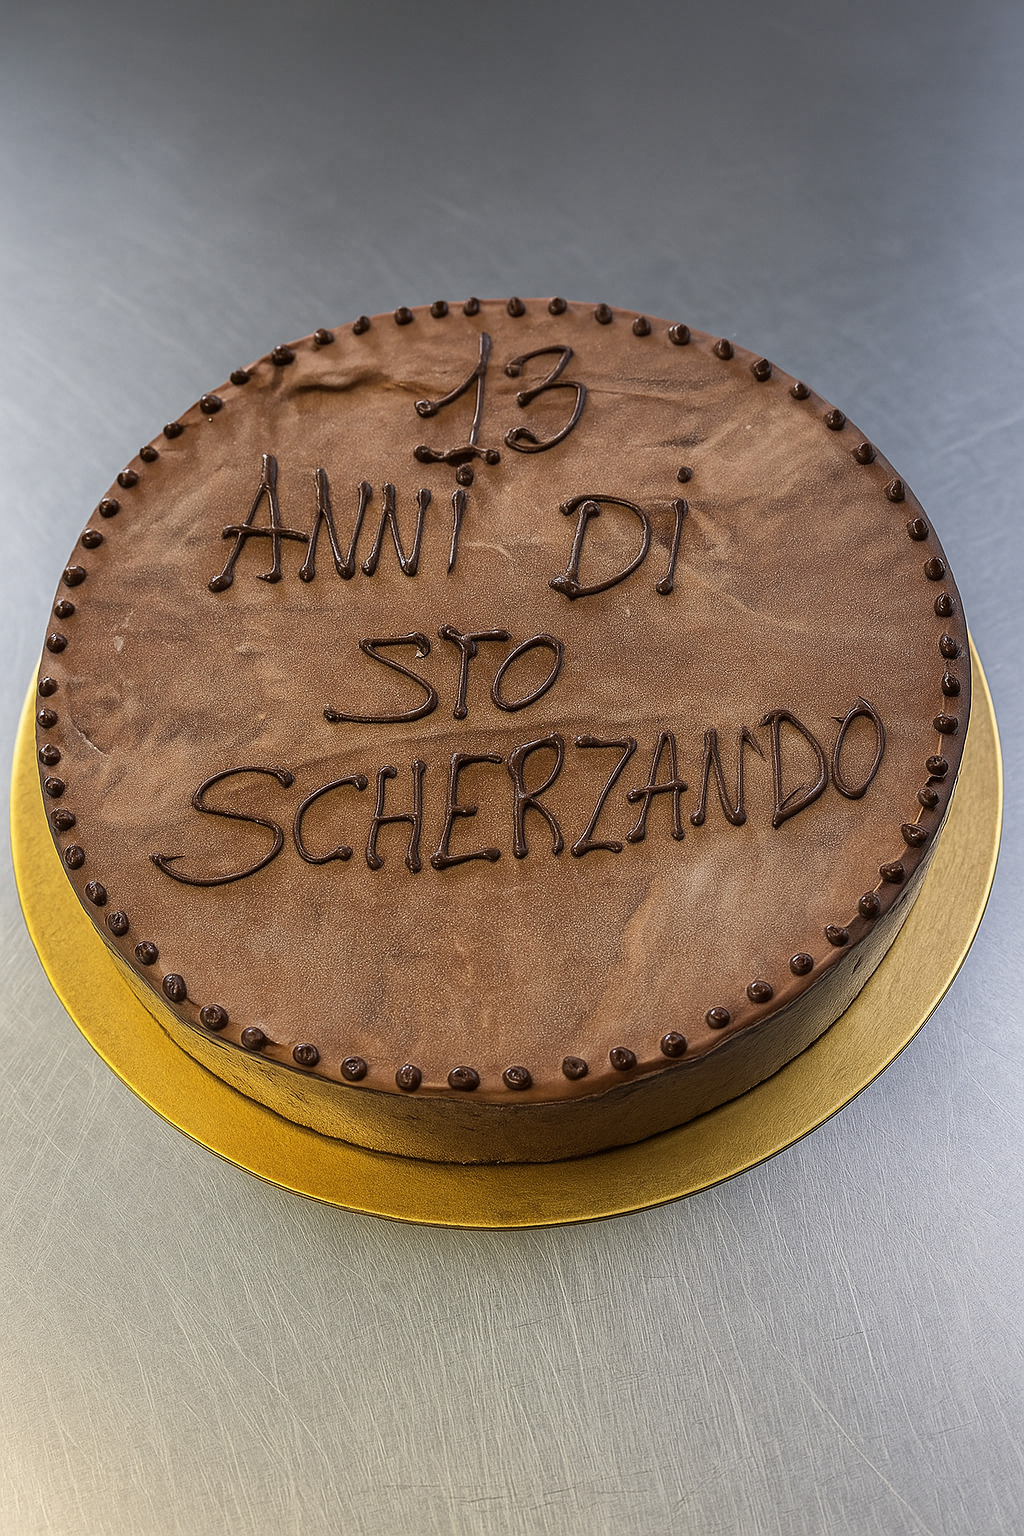 13
ANNi Di
STO
SCHERZANDO